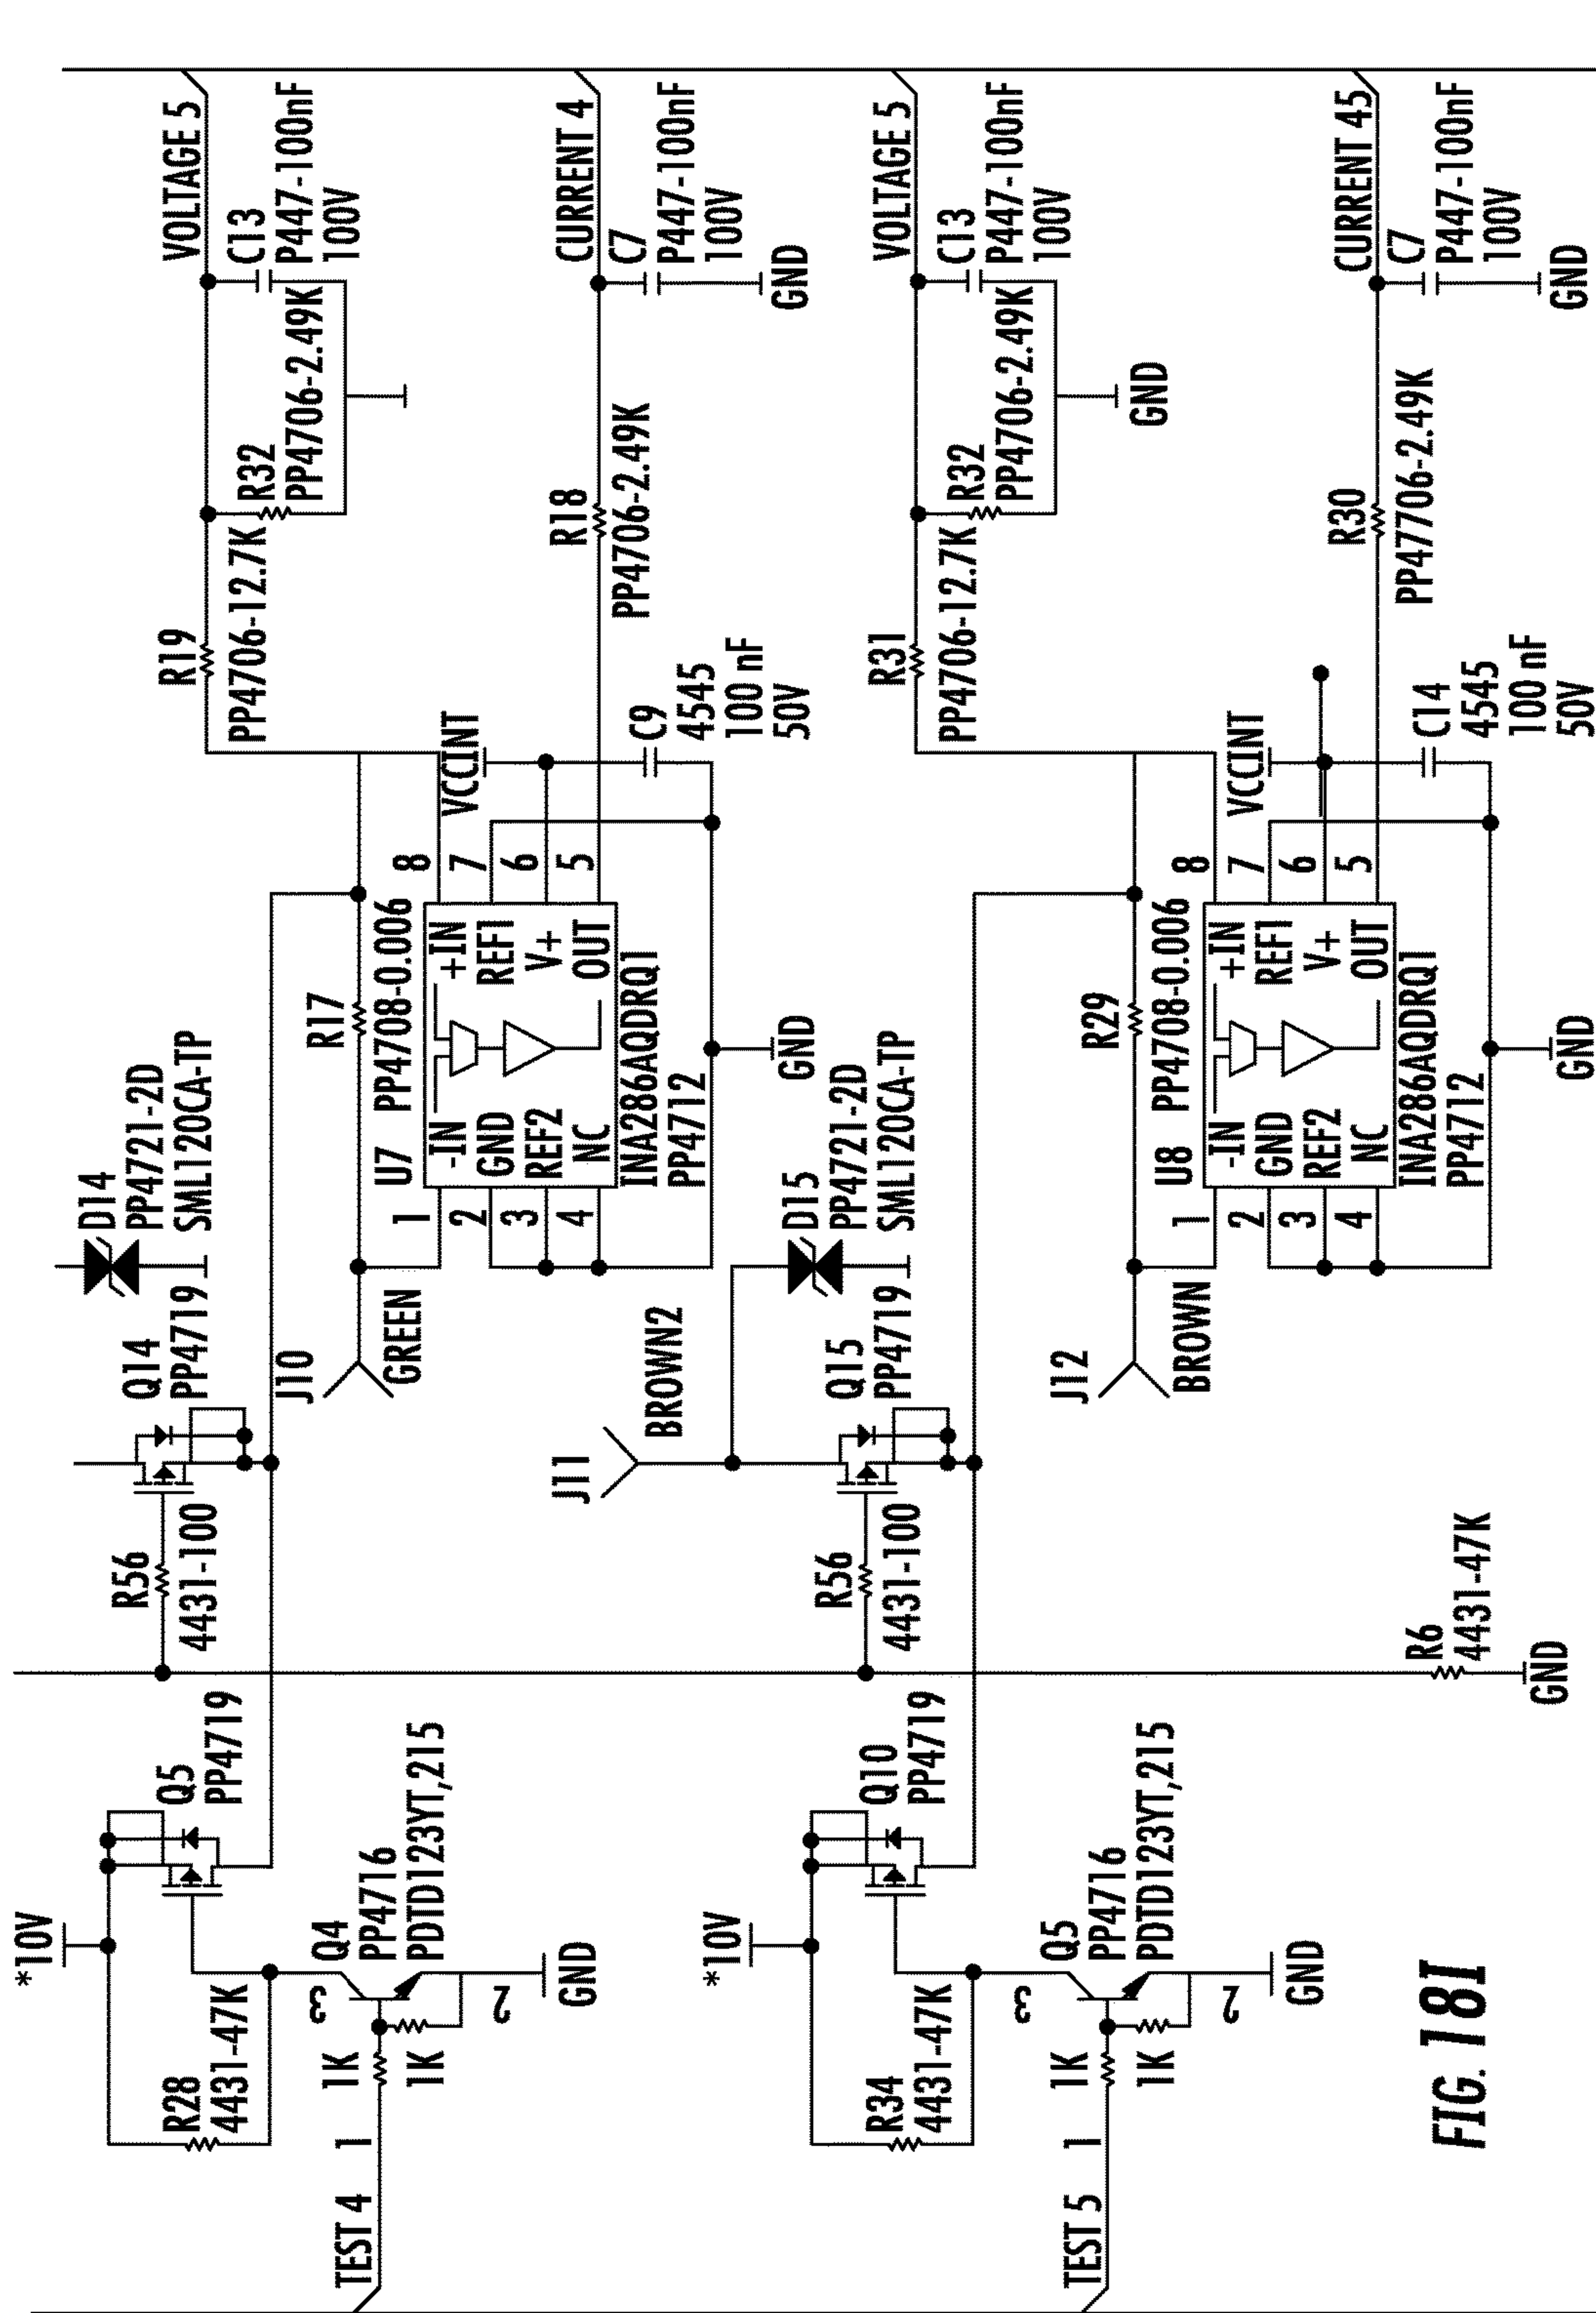 *10V
R28
4431-47K
Q5
PP4719
TEST 4
1
1K
1K
3
2
Q4
PP4716
PDTD123YT,215
GND
R56
4431-100
Q14
PP4719
D14
PP4721-2D
SML120CA-TP
J10
GREEN
R17
PP4708-0.006
U7
1
2
3
4
-IN
GND
REF2
NC
+IN
REF1
V+
OUT
8
7
6
5
INA286AQDRQ1
PP4712
GND
VCCINT
C9
4545
100 nF
50V
R19
PP4706-12.7K
R32
PP4706-2.49K
VOLTAGE 5
C13
P447-100nF
100V
R18
PP4706-2.49K
CURRENT 4
C7
P447-100nF
100V
GND
*10V
R34
4431-47K
Q10
PP4719
TEST 5
1
1K
1K
3
2
Q5
PP4716
PDTD123YT,215
GND
J11
BROWN2
R56
4431-100
Q15
PP4719
D15
PP4721-2D
SML120CA-TP
R6
4431-47K
GND
J12
BROWN
R29
PP4708-0.006
U8
1
2
3
4
-IN
GND
REF2
NC
+IN
REF1
V+
OUT
8
7
6
5
INA286AQDRQ1
PP4712
GND
VCCINT
C14
4545
100 nF
50V
R31
PP4706-12.7K
R32
PP4706-2.49K
GND
VOLTAGE 5
C13
P447-100nF
100V
R30
PP47706-2.49K
CURRENT 45
C7
P447-100nF
100V
GND
FIG. 18I